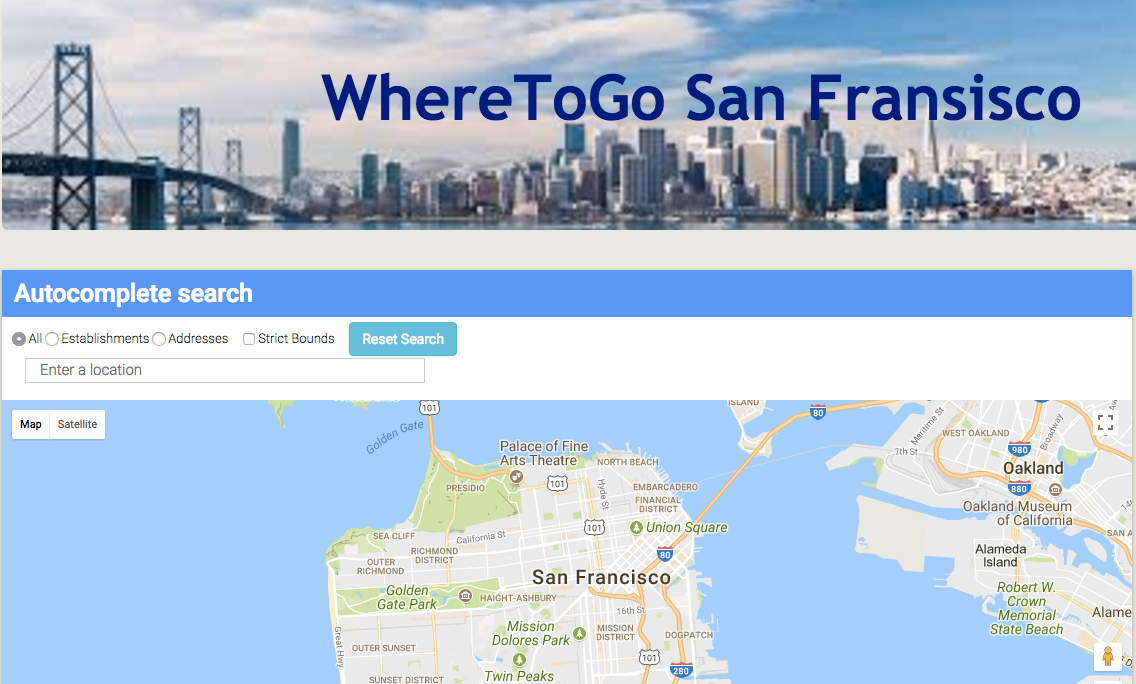 WhereToGo San Fransisco
Autocomplete search
All Establishments Addresses Strict Bounds Reset Search
Enter a location
Map Satellite
101
Golden Gate
ISLAND
80
Maritime St
WEST OAKLAND
Broadway
7th St
980
Oakland
880
Oakland Museum
of California
Palace of Fine
Arts Theatre
NORTH BEACH
PRESIDIO
101
Hyde St
EMBARCADERO
FINANCIAL
DISTRICT
101
Union Square
SEA CLIFF
California St
80
RICHMOND
DISTRICT
OUTER
RICHMOND
San Francisco
Alameda
Island
Golden
Gate Park
HAIGHT-ASHBURY
16th St
Robert W.
Crown
Memorial
State Beach
Alame
Mission
Dolores Park
MISSION
DISTRICT
DOGPATCH
Great Hwy
OUTER SUNSET
101
280
Twin Peaks
SUNSET DISTRICT